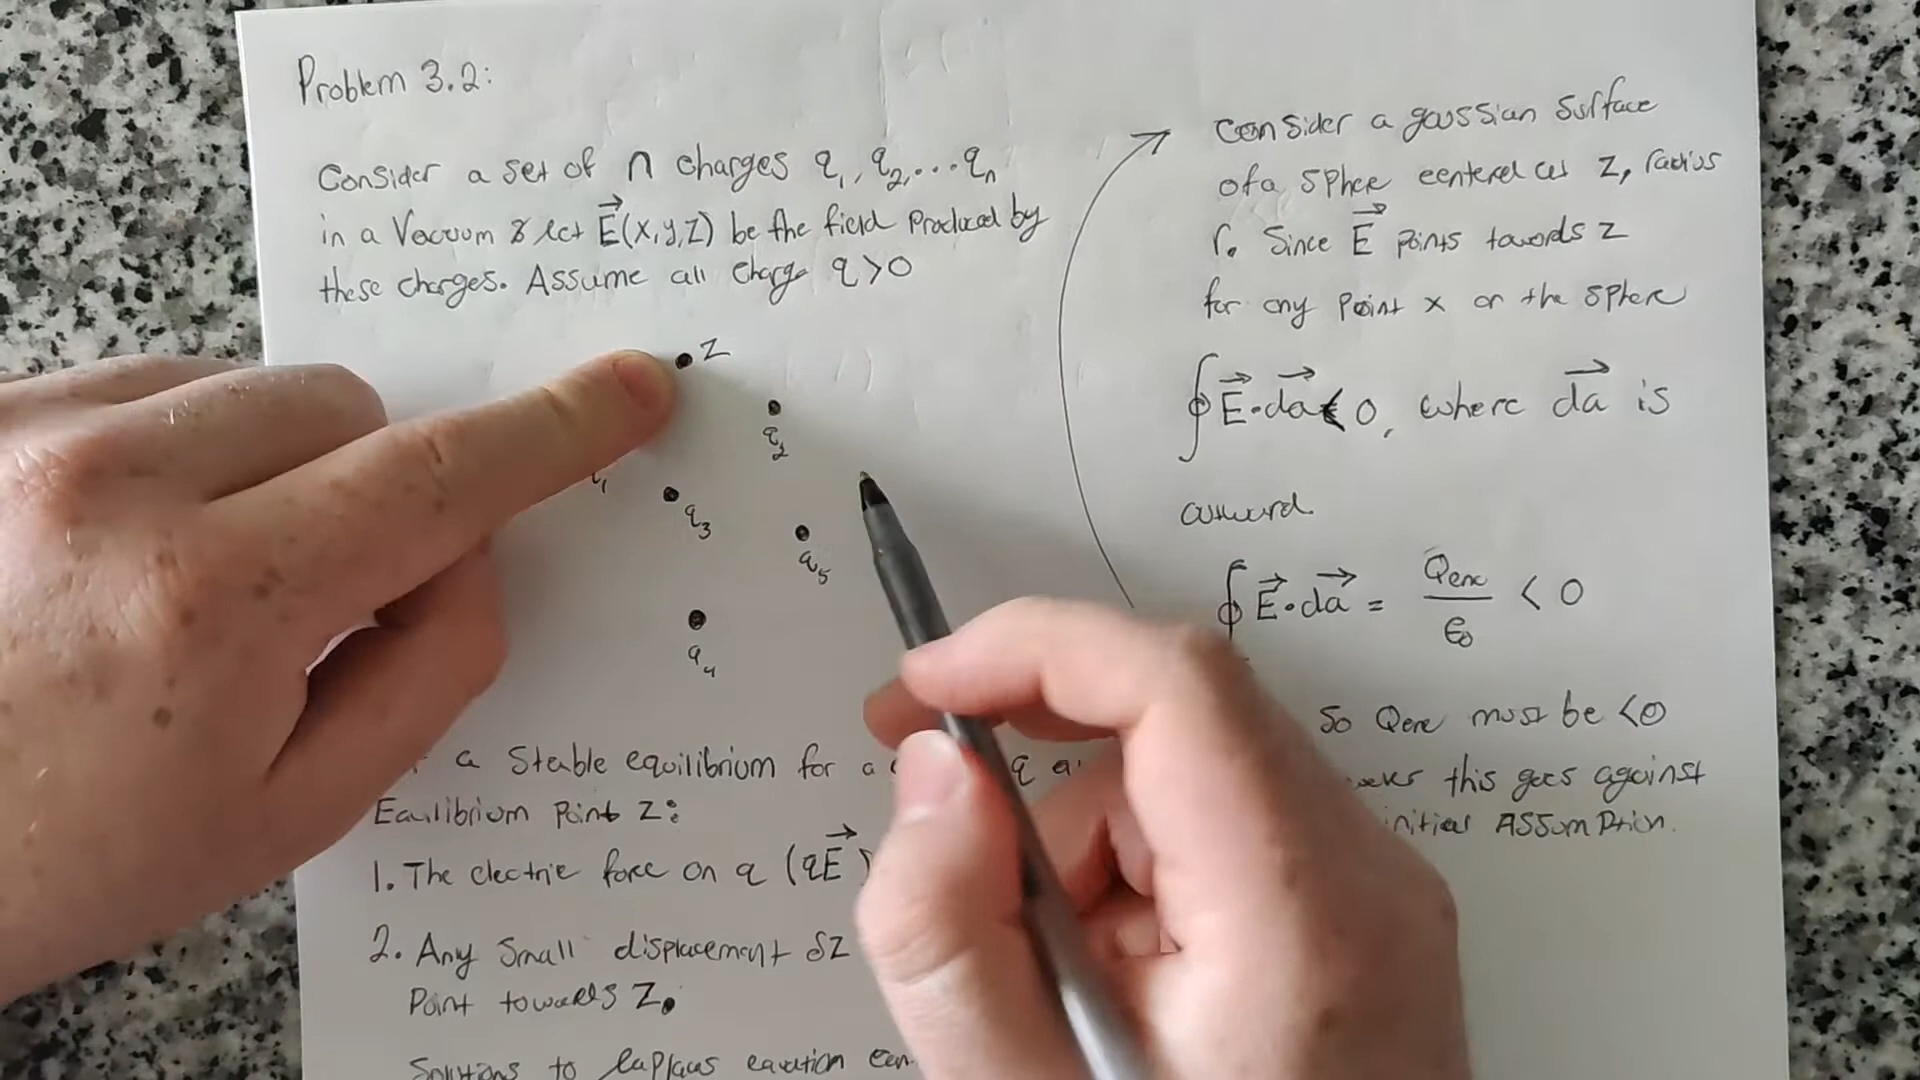 Problem 3.2:
Consider a set of n charges q₁, q₂, ... qₙ
in a Vacuum & let E⃗(x,y,z) be the field produced by
these charges. Assume all charge q>0
z
q₂
q₃
q₅
q₄
a Stable equilibrium for a
Equilibrium Point Z:
1. The electric force on q (qE⃗)
2. Any small displacement δZ
Point towards Z.
Solutions to laplaces equation
Consider a gaussian surface
of a sphere centered at z, radius
r. Since E⃗ points towards z
for any point x on the sphere
∮E⃗·da⃗ < 0, where da⃗ is
outward.
∮E⃗·da⃗ = Qenc/ε₀ < 0
So Qenc must be <0
this goes against
initial Assumption.